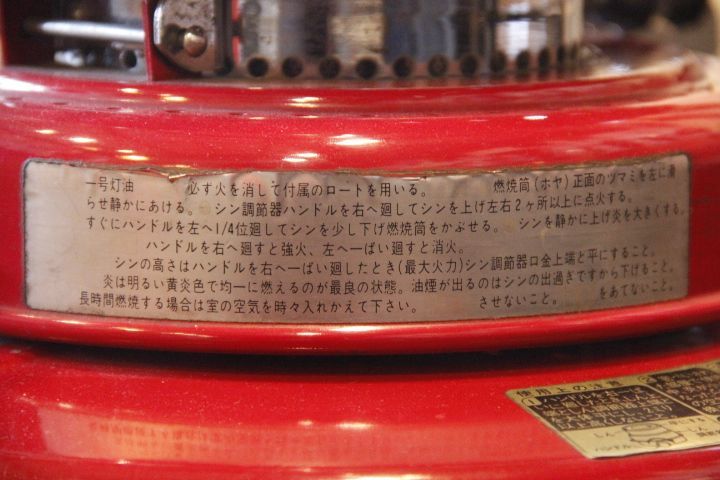 一号灯油　必す火を消して付属のロートを用いる。　燃焼筒(ホヤ)正面のツマミを左に滑
らせ静かにあける。　シン調節器ハンドルを右へ廻してシンを上げ左右2ヶ所以上に点火する。
すぐにハンドルを左へ1/4位廻してシンを少し下げ燃焼筒をかぶせる。　シンを静かに上げ炎を大きくする。
ハンドルを右へ廻すと強火、左へ一ぱい廻すと消火。
シンの高さはハンドルを右へ一ぱい廻したとき(最大火力)シン調節器口金上端と平にすること。
炎は明るい黄炎色で均一に燃えるのが最良の状態。油煙が出るのはシンの出過ぎですから下げること。
長時間燃焼する場合は室の空気を時々入れかえて下さい。　させないこと。　をあてないこと。
使用上の注意